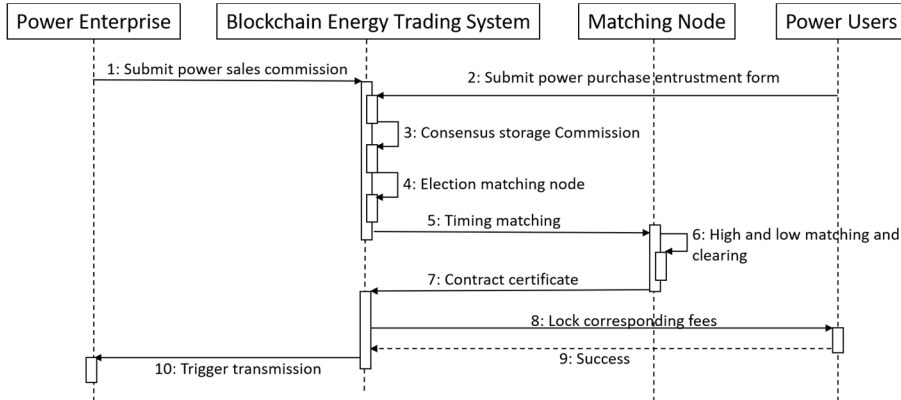 Power Enterprise
Blockchain Energy Trading System
Matching Node
Power Users
1: Submit power sales commission
2: Submit power purchase entrustment form
3: Consensus storage Commission
4: Election matching node
5: Timing matching
6: High and low matching and
clearing
7: Contract certificate
8: Lock corresponding fees
9: Success
10: Trigger transmission